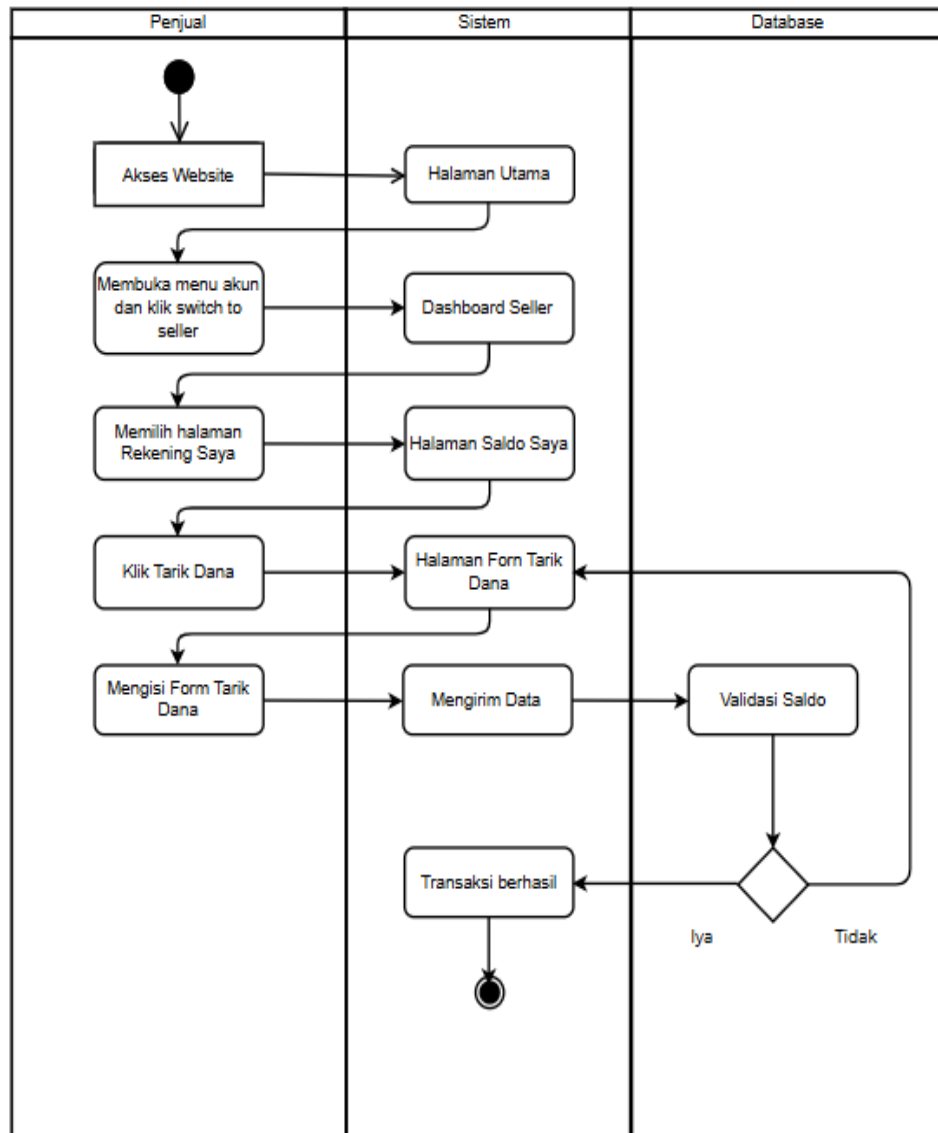 Penjual
Sistem
Database
Akses Website
Halaman Utama
Membuka menu akun
dan klik switch to
seller
Dashboard Seller
Memilih halaman
Rekening Saya
Halaman Saldo Saya
Klik Tarik Dana
Halaman Forn Tarik
Dana
Mengisi Form Tarik
Dana
Mengirim Data
Validasi Saldo
Transaksi berhasil
Iya
Tidak